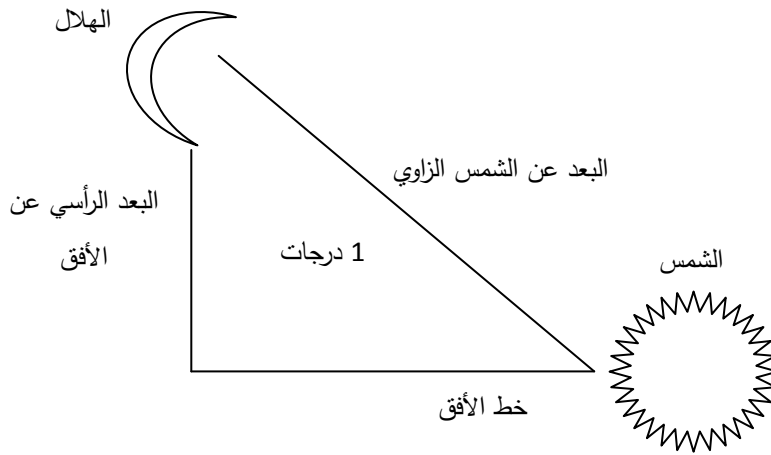 الهلال
البعد عن الشمس الزاوي
البعد الرأسي عن
الأفق
1 درجات
الشمس
خط الأفق